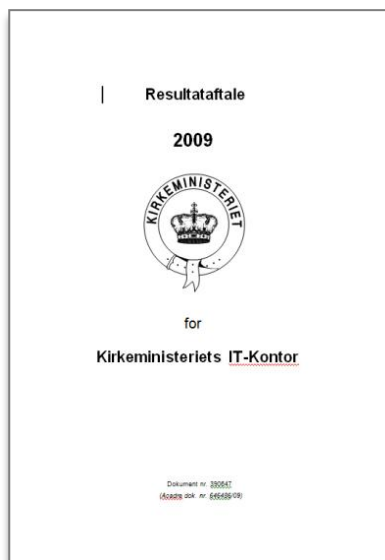 Resultataftale
2009
KIRKEMINISTERIET
for
Kirkeministeriets IT-Kontor
Dokument nr. 390847
(Acadre dok. nr. 646486/09)